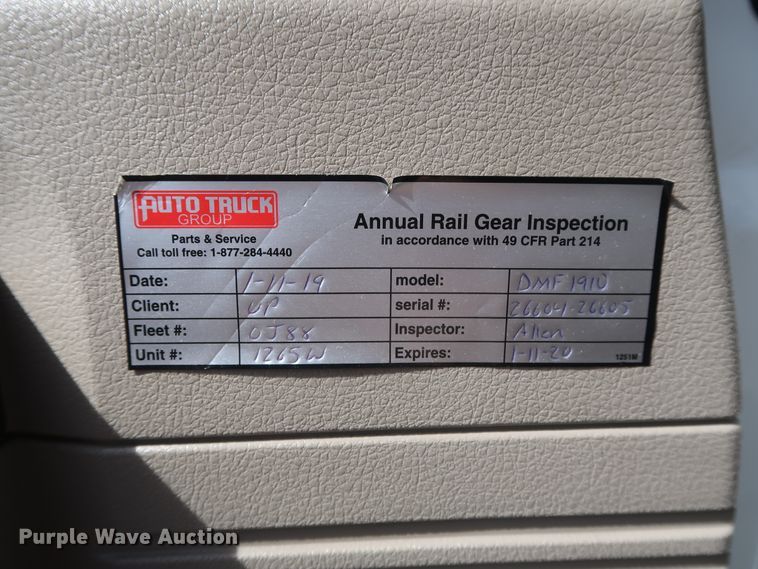 AUTO TRUCK
GROUP
Parts & Service
Call toll free: 1-877-284-4440
Annual Rail Gear Inspection
in accordance with 49 CFR Part 214
Date: 1-11-19 model: DMF1910
Client: UP serial #: 26604-26605
Fleet #: 0J88 Inspector: Allen
Unit #: 1265W Expires: 1-11-20 1251M
Purple Wave Auction